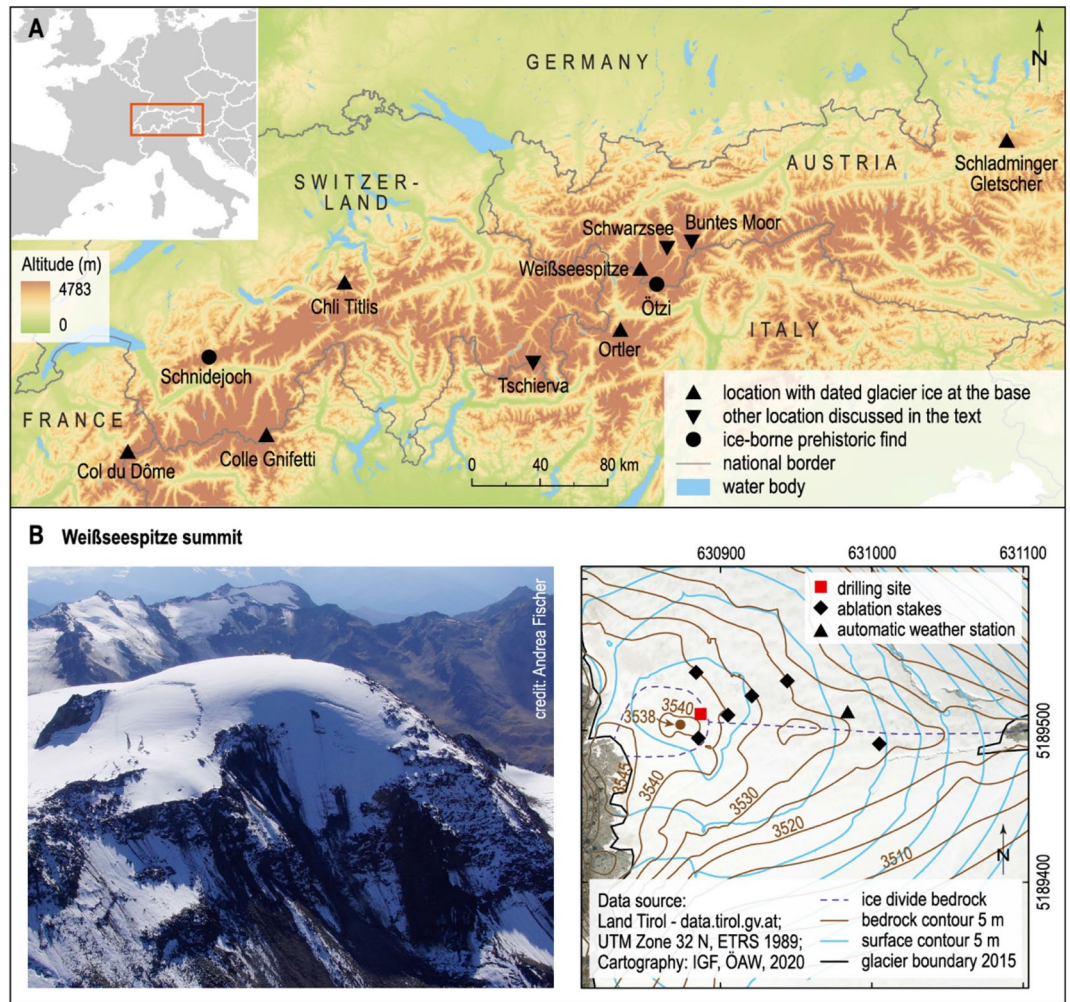 A
N
GERMANY
AUSTRIA
Schladminger
Gletscher
SWITZER-
LAND
Schwarzsee
Buntes Moor
Weißseespitze
Ötzi
Altitude (m)
4783
0
Chli Titlis
ITALY
Ortler
Schnidejoch
Tschierva
FRANCE
Col du Dôme
Colle Gnifetti
0 40 80 km
location with dated glacier ice at the base
other location discussed in the text
ice-borne prehistoric find
national border
water body
B Weißseespitze summit
credit: Andrea Fischer
630900 631000 631100
drilling site
ablation stakes
automatic weather station
3540
3538
3545
3540
3530
3520
3510
5189500
5189400
N
Data source:
Land Tirol - data.tirol.gv.at;
UTM Zone 32 N, ETRS 1989;
Cartography: IGF, ÖAW, 2020
ice divide bedrock
bedrock contour 5 m
surface contour 5 m
glacier boundary 2015